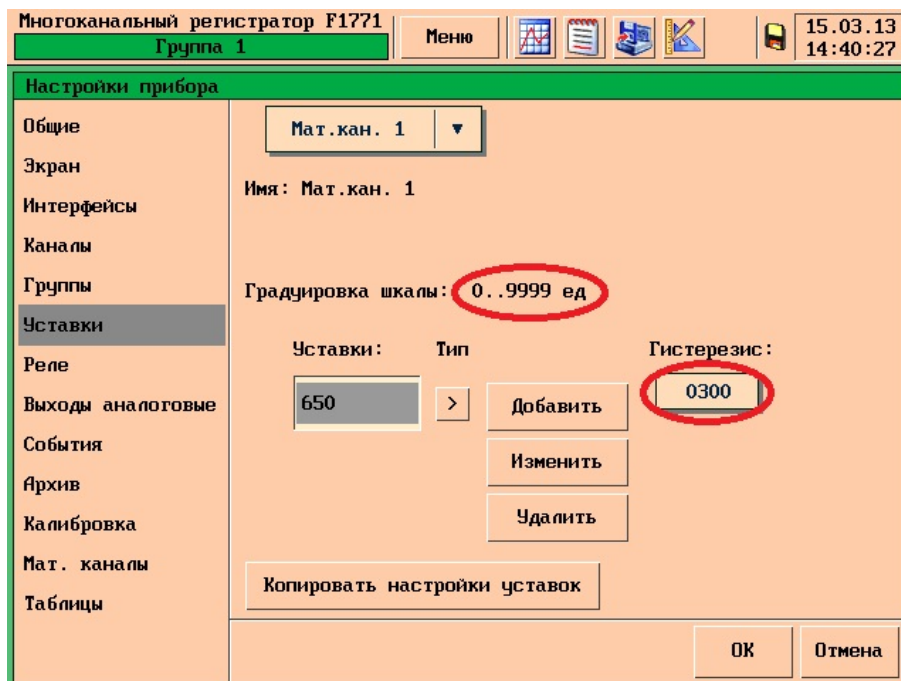 Многоканальный регистратор F1771
Группа 1
Меню
15.03.13
14:40:27
Настройки прибора
Общие
Экран
Интерфейсы
Каналы
Группы
Уставки
Реле
Выходы аналоговые
События
Архив
Калибровка
Мат. каналы
Таблицы
Мат.кан. 1 ▼
Имя: Мат.кан. 1
Градуировка шкалы: 0..9999 ед
Уставки: Тип Гистерезис:
650 > Добавить 0300
Изменить
Удалить
Копировать настройки уставок
ОК Отмена